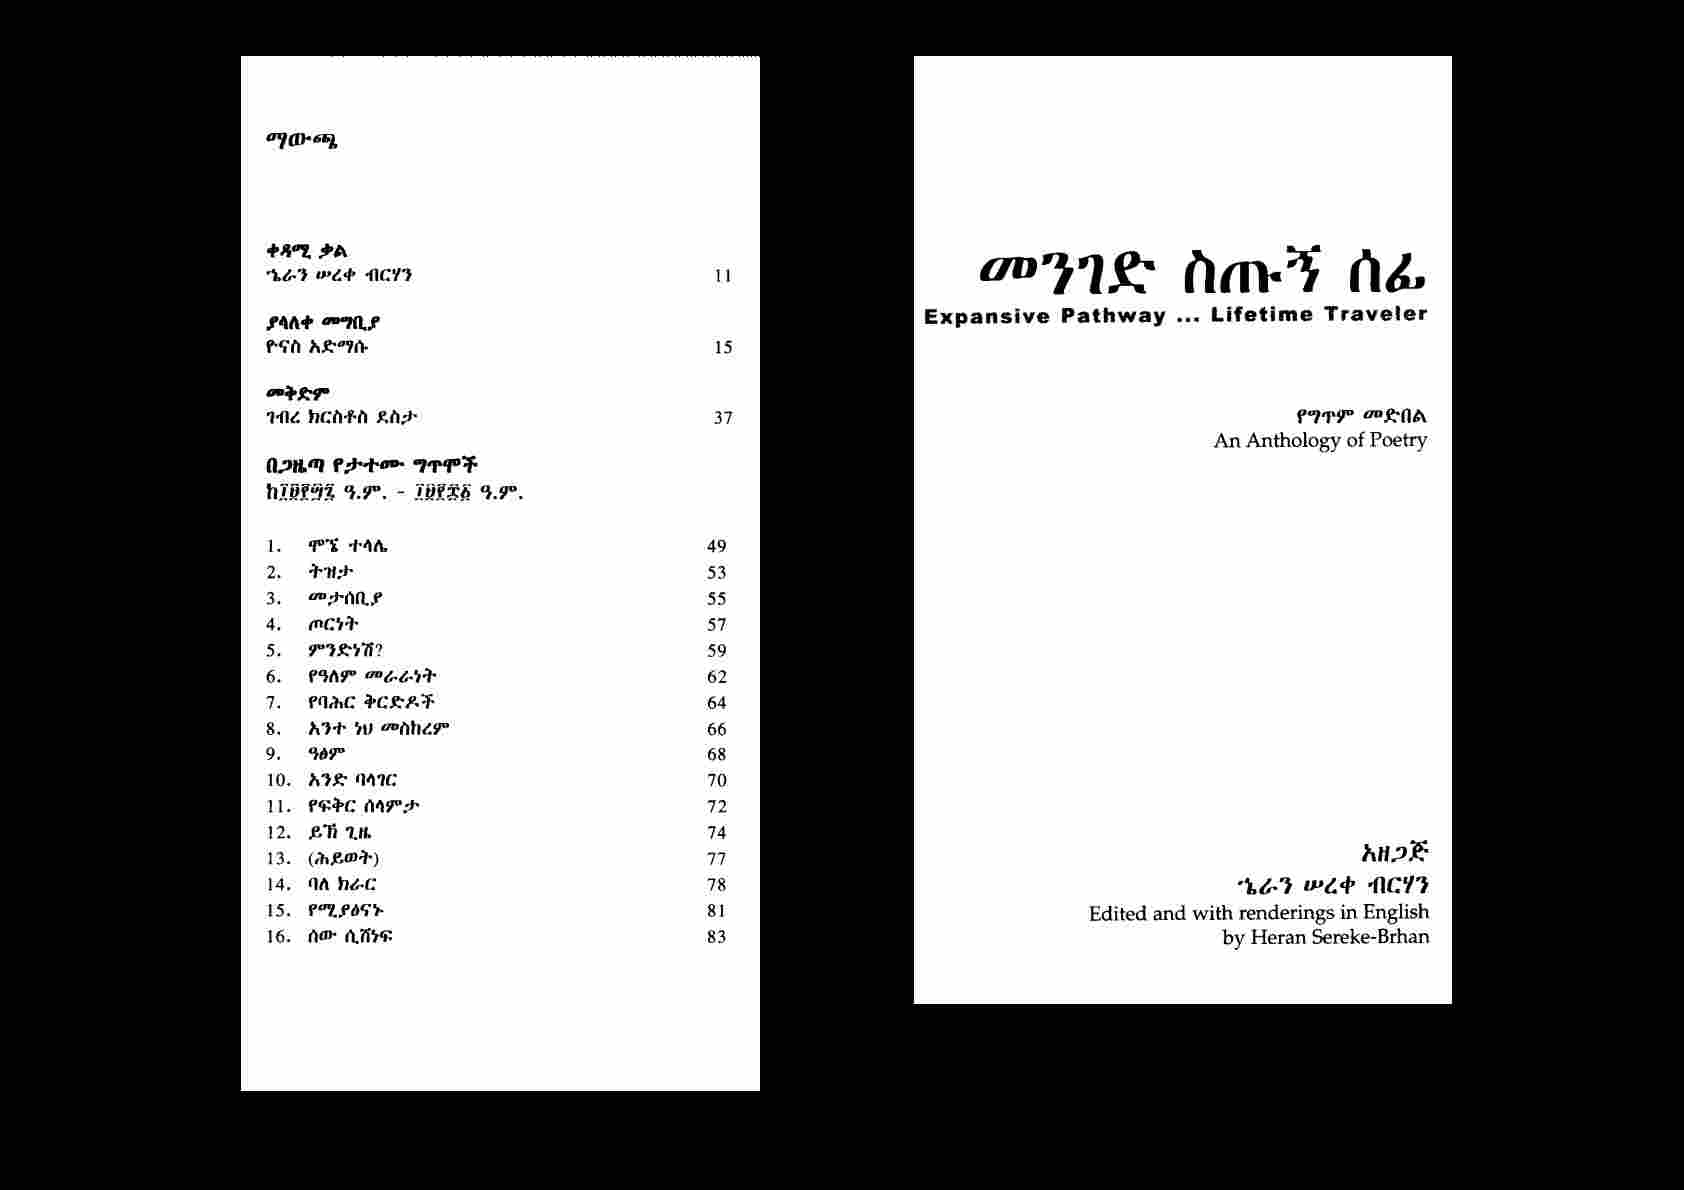 ማውጫ
ቀዳሚ ቃል
ኄራን ሠረቀ ብርሃን 11
ያላለቀ መግቢያ
ዮናስ አድማሱ 15
መቅድም
ገብረ ክርስቶስ ደስታ 37
በጋዜጣ የታተሙ ግጥሞች
ዓ.ም. - ዓ.ም.
1. ሞኜ ተላሌ 49
2. ትዝታ 53
3. መታሰቢያ 55
4. ጦርነት 57
5. ምንድነሽ? 59
6. የዓለም መራራነት 62
7. የባሕር ቅርድዶች 64
8. አንተ ነህ መስከረም 66
9. ዓፅም 68
10. አንድ ባላገር 70
11. የፍቅር ሰላምታ 72
12. ይኸ ጊዜ 74
13. (ሕይወት) 77
14. ባለ ክራር 78
15. የሚያፅናኑ 81
16. ሰው ሲሸነፍ 83
መንገድ ስጡኝ ሰፊ
Expansive Pathway ... Lifetime Traveler
የግጥም መድበል
An Anthology of Poetry
አዘጋጅ
ኄራን ሠረቀ ብርሃን
Edited and with renderings in English
by Heran Sereke-Brhan